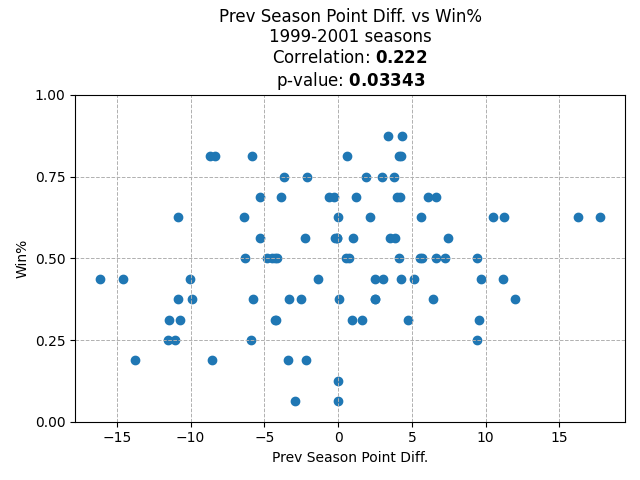 Prev Season Point Diff. vs Win%
1999-2001 seasons
Correlation: 0.222
p-value: 0.03343
1.00
0.75
0.50
0.25
0.00
Win%
−15
−10
−5
0
5
10
15
Prev Season Point Diff.